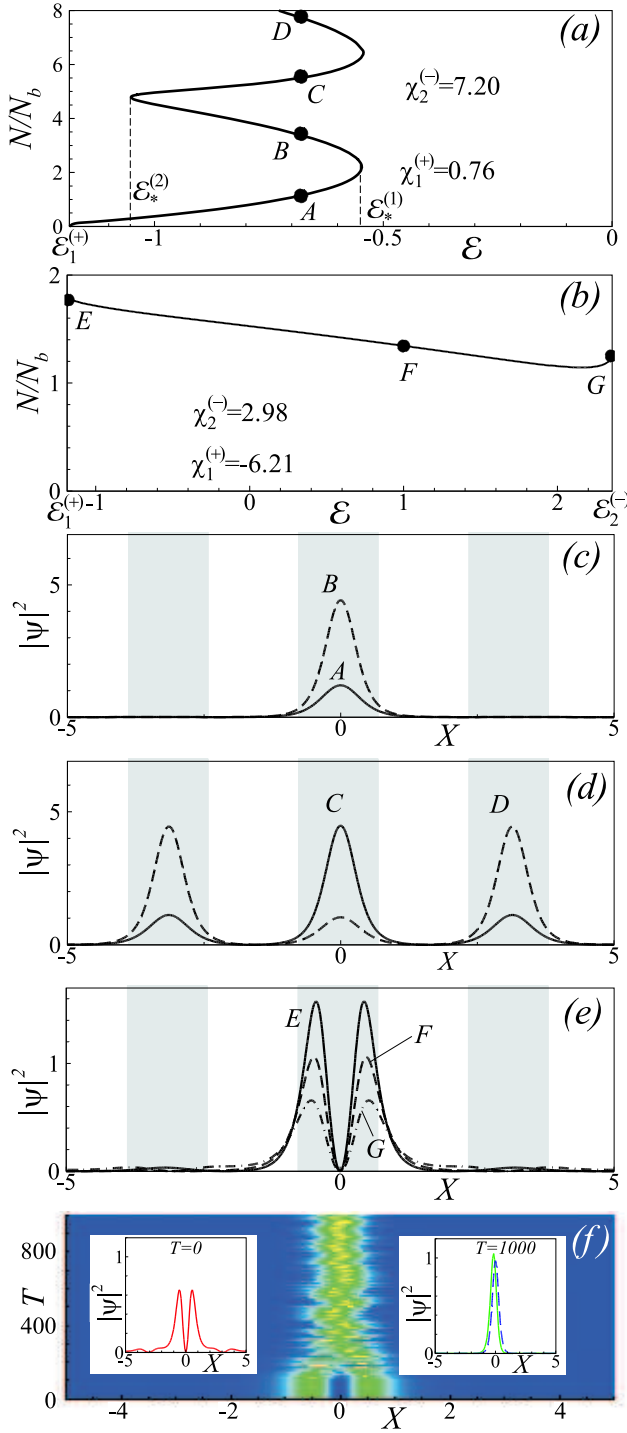 (a)
N/N_b
8
6
4
2
0
D
C
B
A
χ_2^{(-)}=7.20
χ_1^{(+)}=0.76
ε_*^{(2)}
ε_*^{(1)}
ε_1^{(+)} -1 -0.5 0
ε
(b)
N/N_b
2
1
0
E
F
G
χ_2^{(-)}=2.98
χ_1^{(+)}=-6.21
ε_1^{(+)} -1 0 1 2 ε_2^{(-)}
ε
(c)
|ψ|^2
5
0
B
A
-5 0 5
X
(d)
|ψ|^2
5
0
C
D
-5 0 5
X
(e)
|ψ|^2
1
0
E
F
G
-5 0 5
X
(f)
T
800
400
0
T=0
|ψ|^2
1
0
-5 0 5
X
T=1000
|ψ|^2
1
0
-5 0 5
X
-4 -2 0 2 4
X